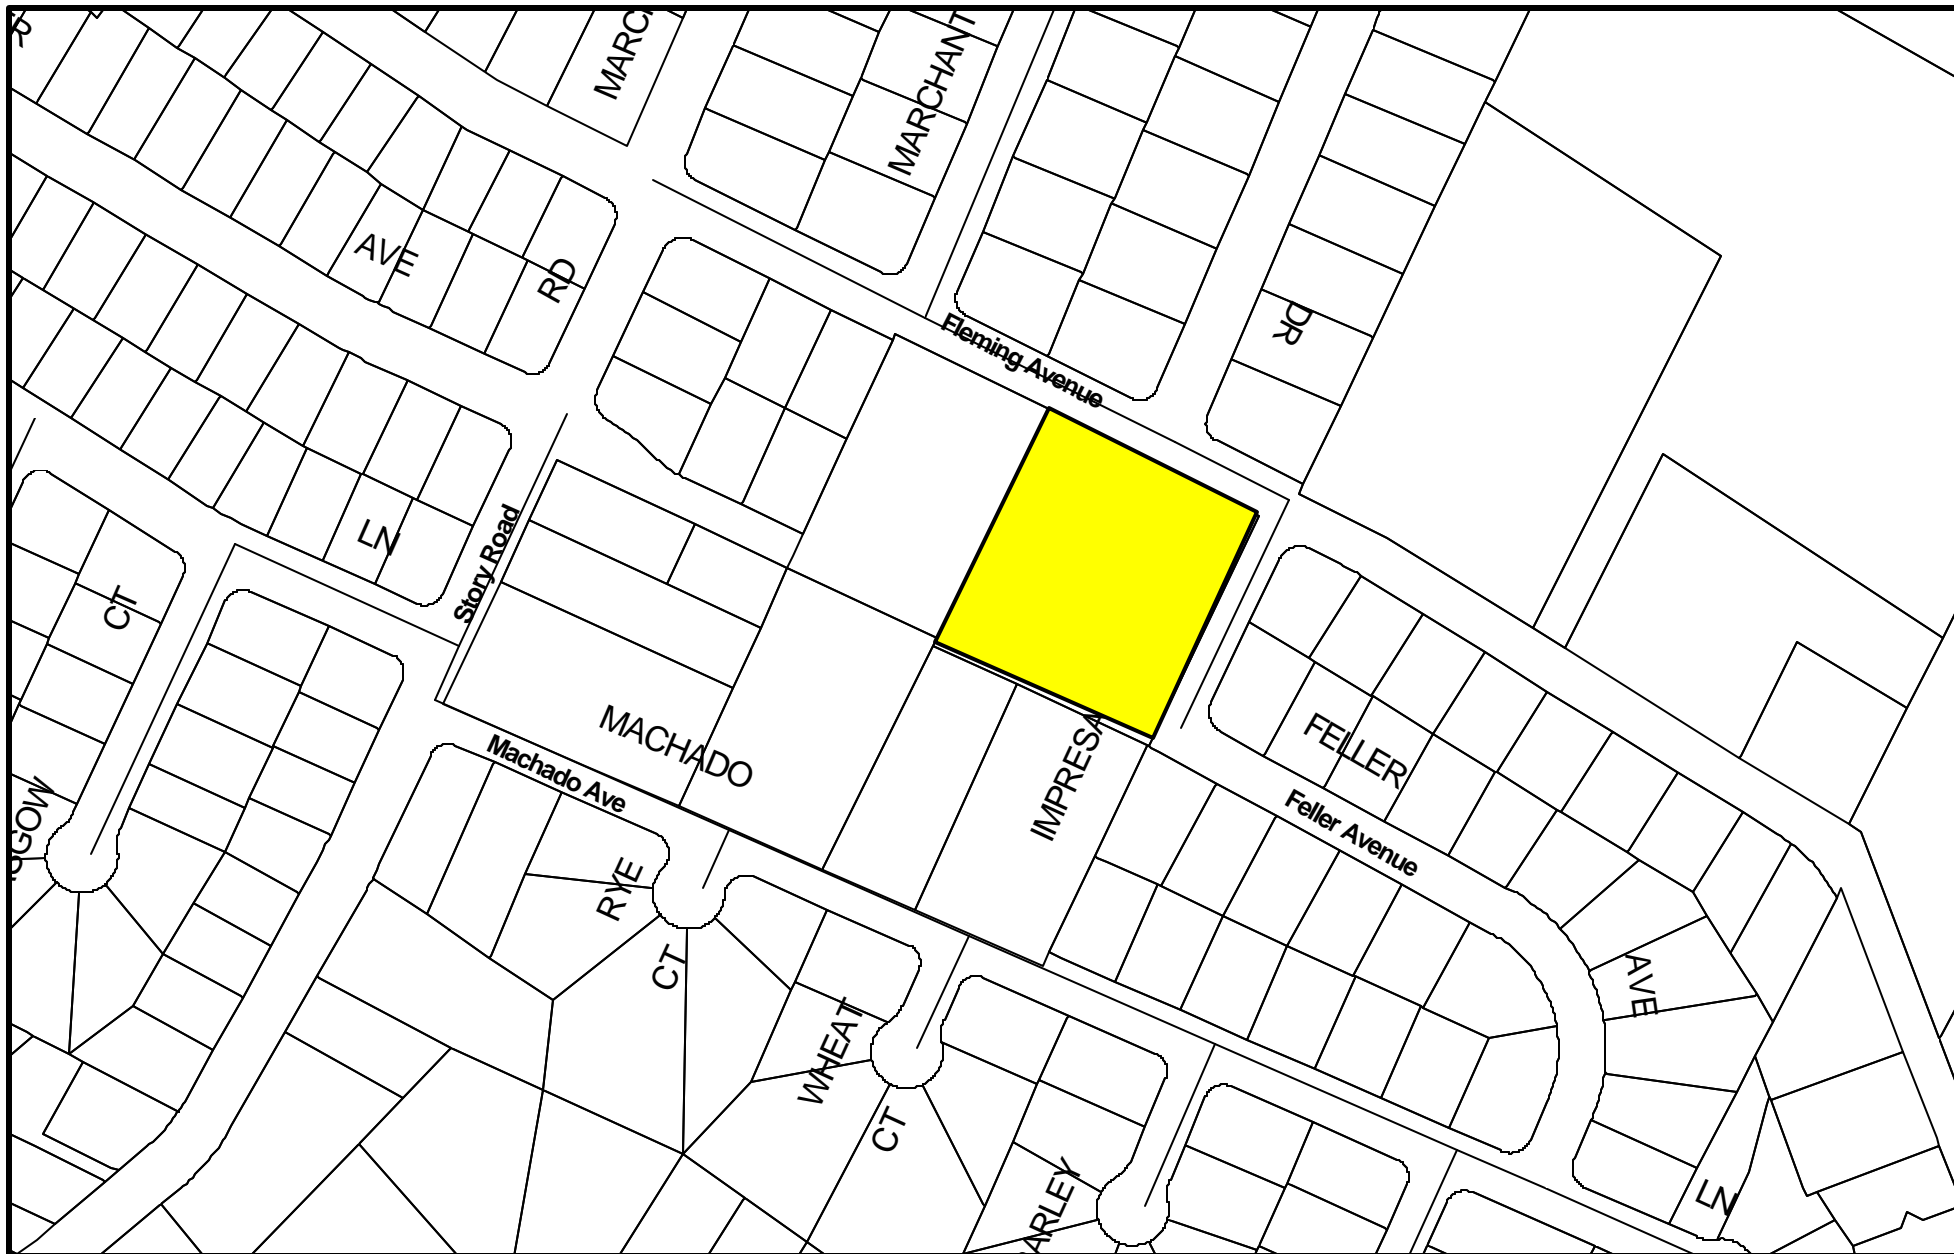 MARCHANT
AVE
RD
DR
Fleming Avenue
LN
Story Road
CT
MACHADO
Machado Ave
IMPRESA
FELLER
Feller Avenue
RYE
CT
AVE
WHEAT
CT
LN